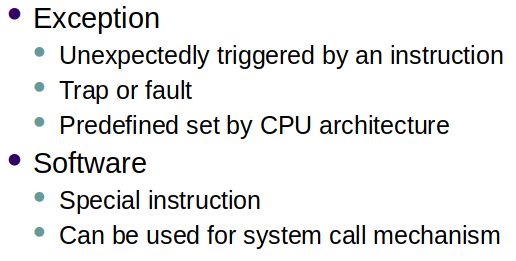 Exception
Unexpectedly triggered by an instruction
Trap or fault
Predefined set by CPU architecture
Software
Special instruction
Can be used for system call mechanism